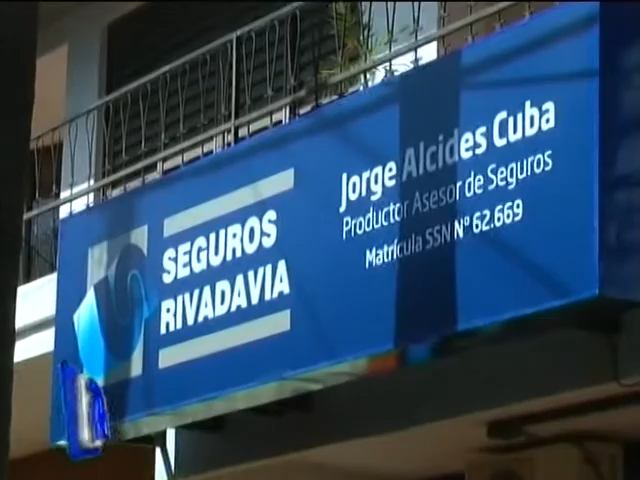 SEGUROS
RIVADAVIA
Jorge Alcides Cuba
Productor Asesor de Seguros
Matrícula SSN Nº 62.669